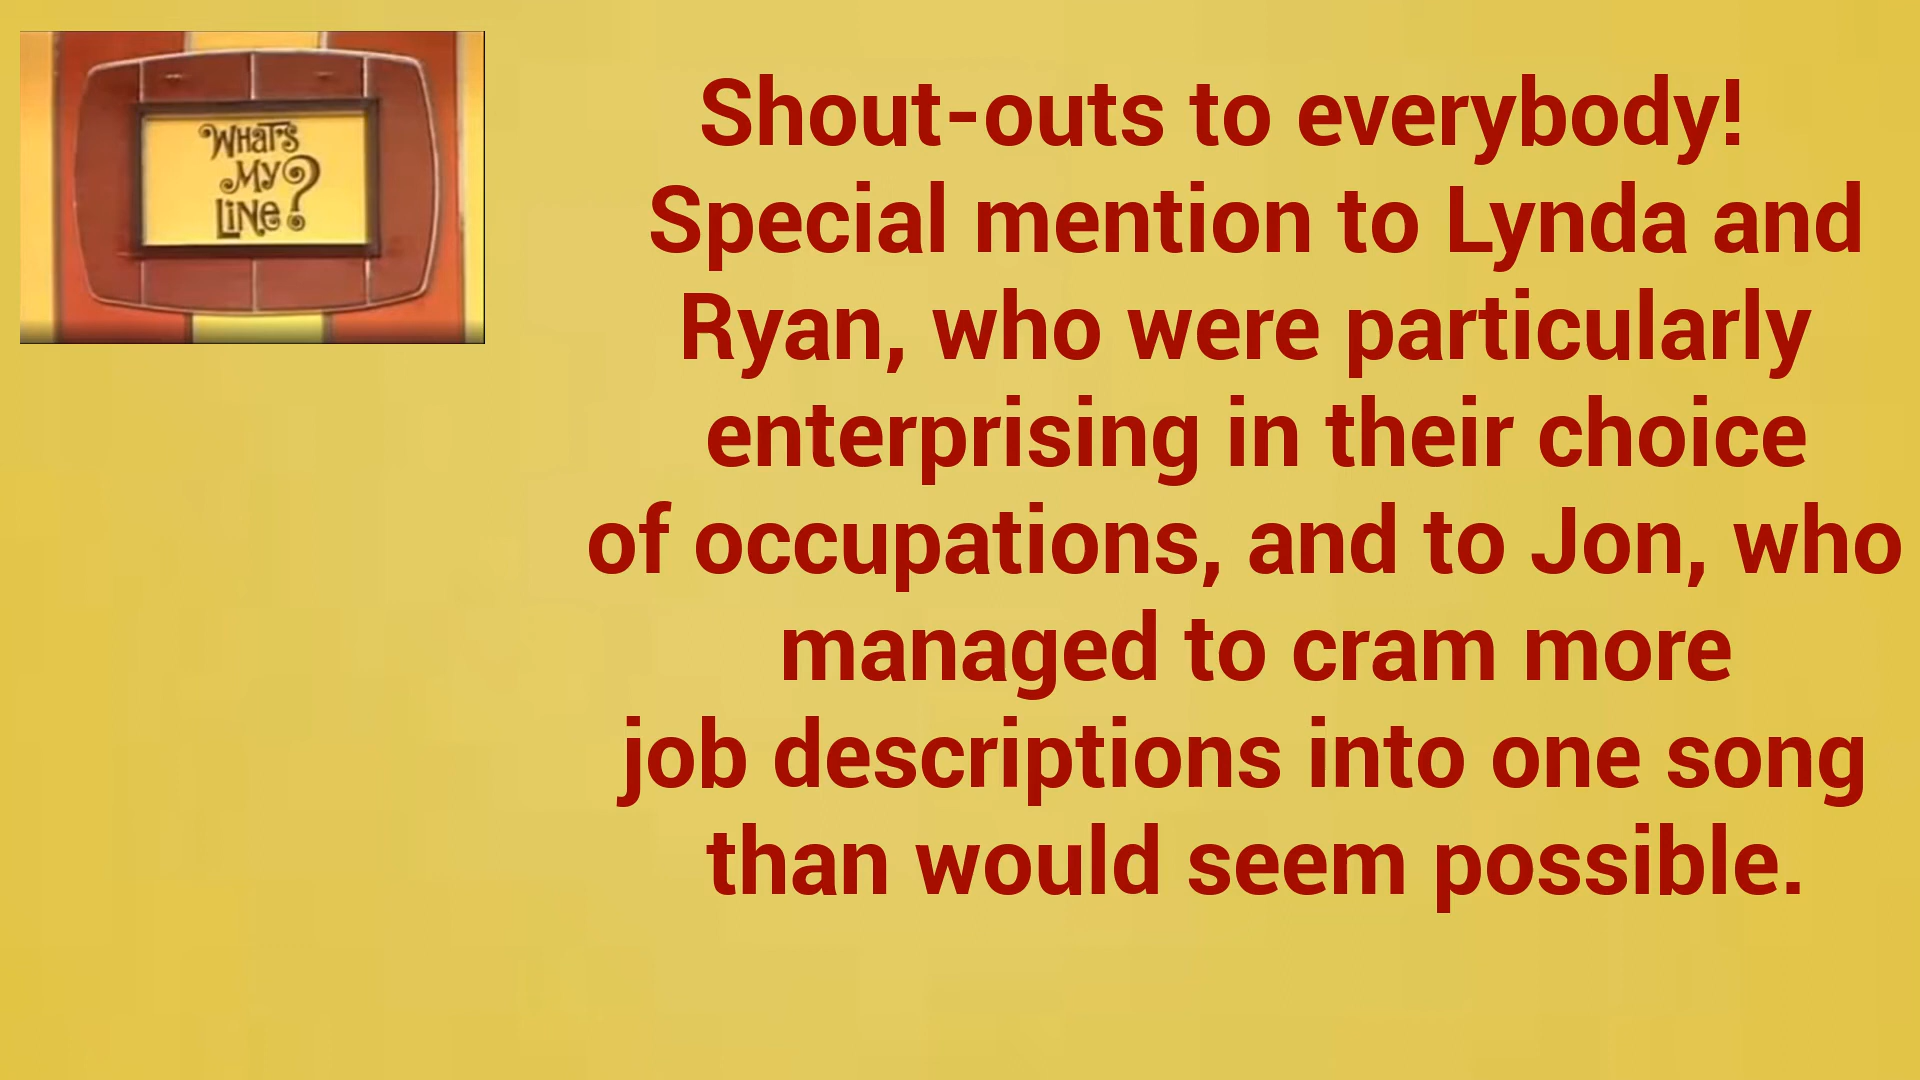 WHAT'S
MY
LINE?
Shout-outs to everybody!
Special mention to Lynda and
Ryan, who were particularly
enterprising in their choice
of occupations, and to Jon, who
managed to cram more
job descriptions into one song
than would seem possible.